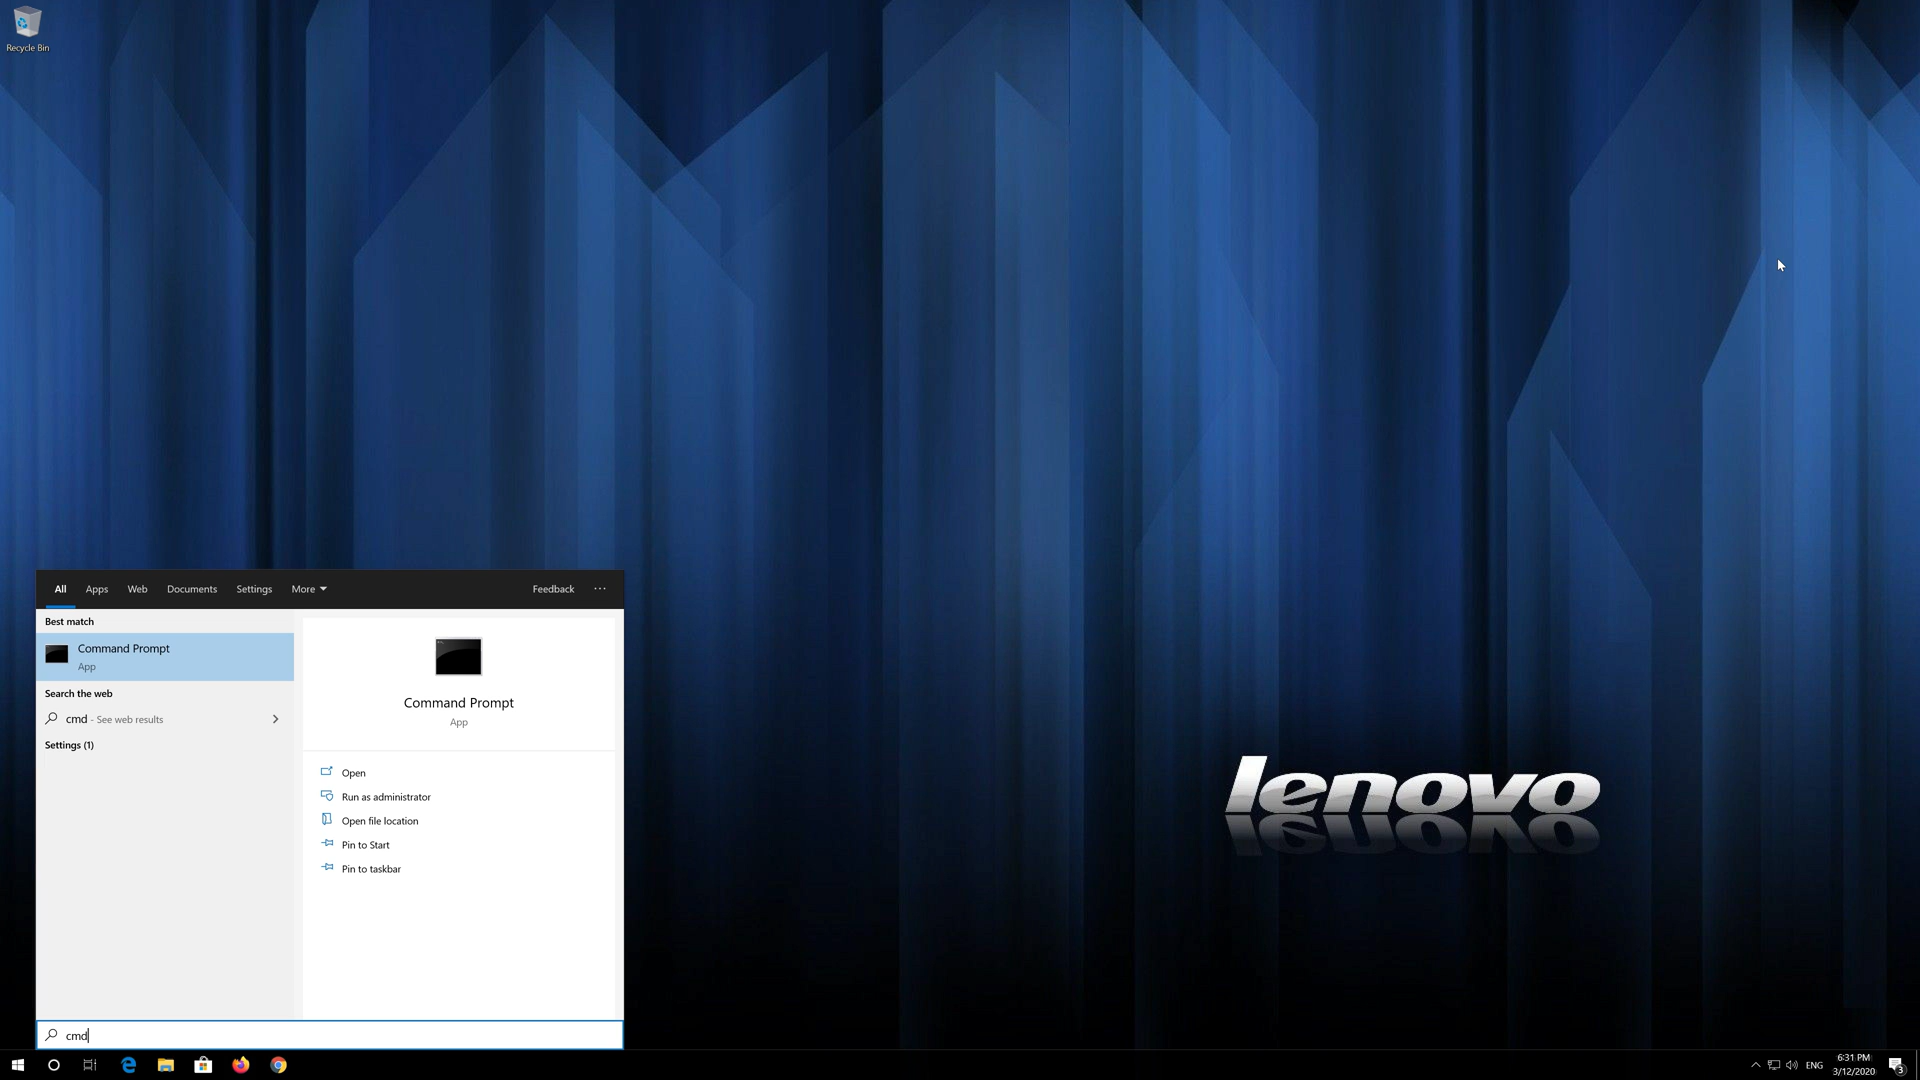 Recycle Bin
lenovo
All Apps Web Documents Settings More Feedback ...
Best match
Command Prompt
App
Search the web
cmd - See web results
Settings (1)
Command Prompt
App
Open
Run as administrator
Open file location
Pin to Start
Pin to taskbar
cmd
ENG
6:31 PM
3/12/2020
3